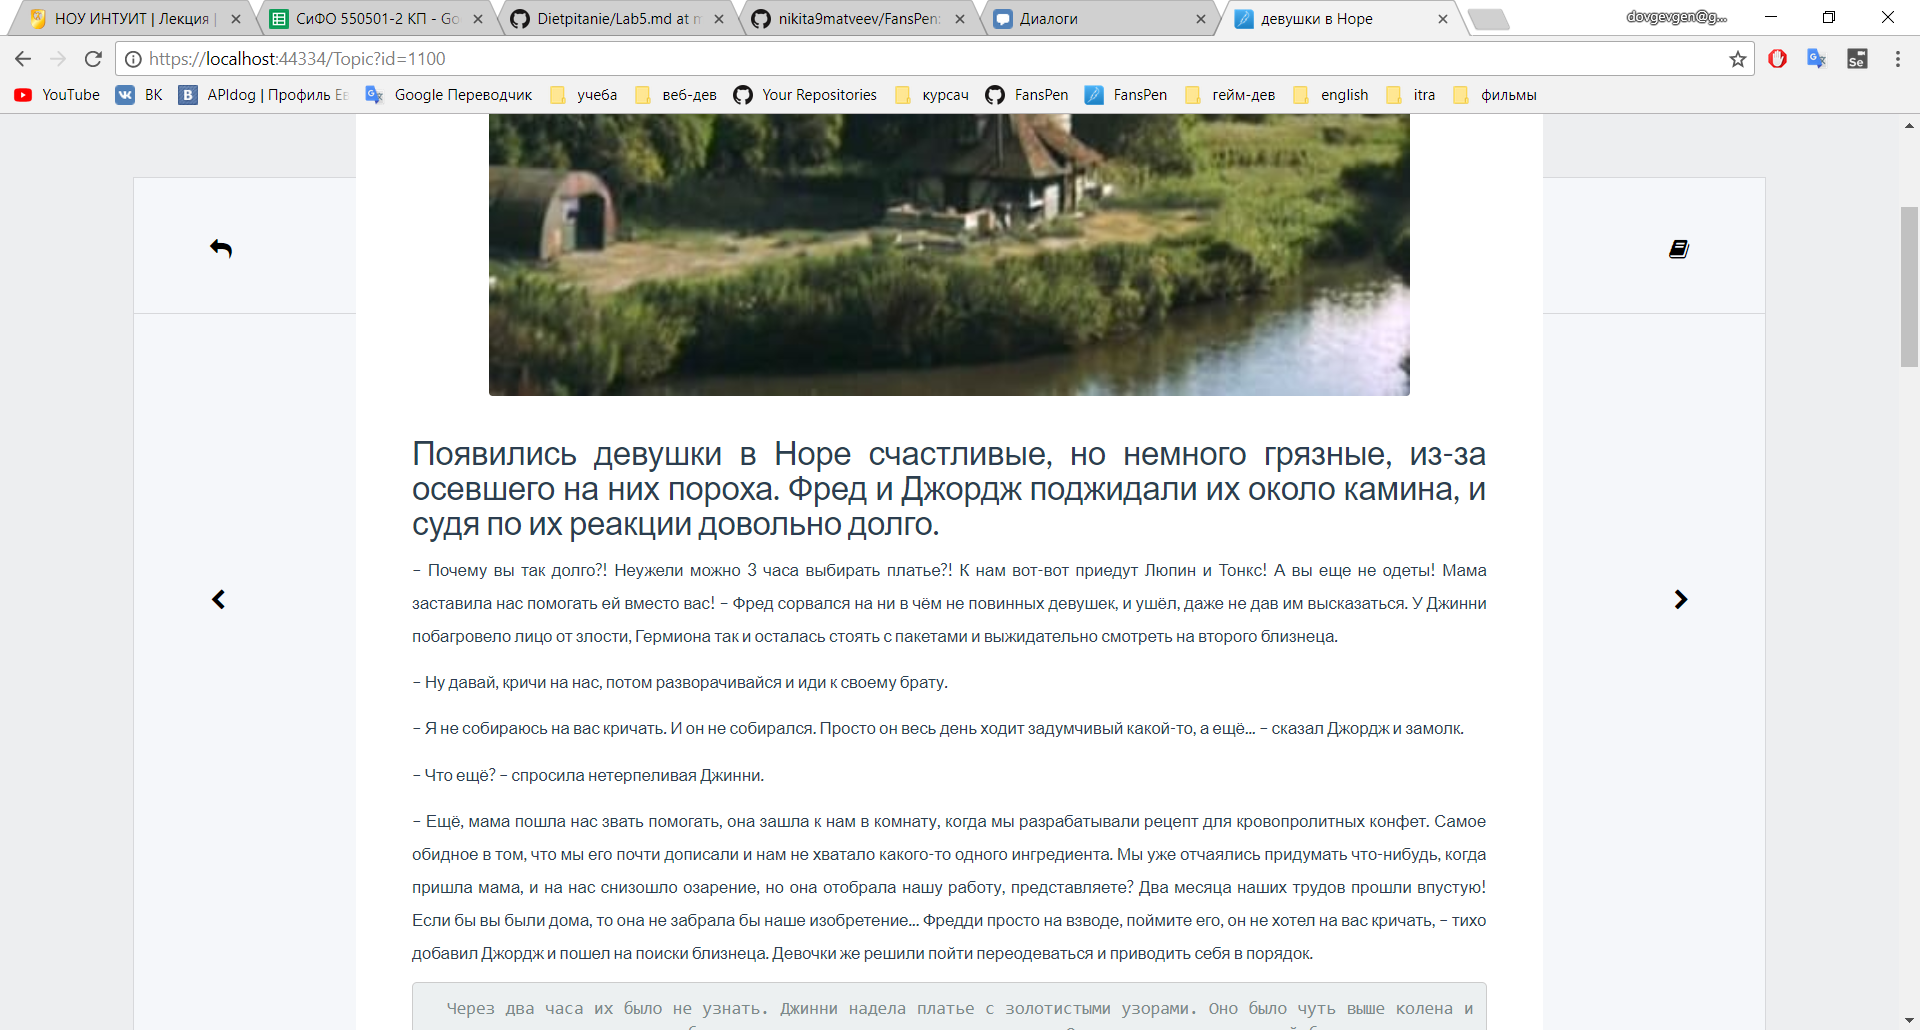 НОУ ИНТУИТ | Лекция |
СиФО 550501-2 КП - Go
Dietpitanie/Lab5.md at m
nikita9matveev/FansPen:
Диалоги
девушки в Норе
dovgevgen@g...
https://localhost:44334/Topic?id=1100
YouTube
ВК
APIdog | Профиль Ев
Google Переводчик
учеба
веб-дев
Your Repositories
курсач
FansPen
FansPen
гейм-дев
english
itra
фильмы
Появились девушки в Норе счастливые, но немного грязные, из-за
осевшего на них пороха. Фред и Джордж поджидали их около камина, и
судя по их реакции довольно долго.
– Почему вы так долго?! Неужели можно 3 часа выбирать платье?! К нам вот-вот приедут Люпин и Тонкс! А вы еще не одеты! Мама
заставила нас помогать ей вместо вас! – Фред сорвался на ни в чём не повинных девушек, и ушёл, даже не дав им высказаться. У Джинни
побагровело лицо от злости, Гермиона так и осталась стоять с пакетами и выжидательно смотреть на второго близнеца.
– Ну давай, кричи на нас, потом разворачивайся и иди к своему брату.
– Я не собираюсь на вас кричать. И он не собирался. Просто он весь день ходит задумчивый какой-то, а ещё... – сказал Джордж и замолк.
– Что ещё? – спросила нетерпеливая Джинни.
– Ещё, мама пошла нас звать помогать, она зашла к нам в комнату, когда мы разрабатывали рецепт для кровопролитных конфет. Самое
обидное в том, что мы его почти дописали и нам не хватало какого-то одного ингредиента. Мы уже отчаялись придумать что-нибудь, когда
пришла мама, и на нас снизошло озарение, но она отобрала нашу работу, представляете? Два месяца наших трудов прошли впустую!
Если бы вы были дома, то она не забрала бы наше изобретение... Фредди просто на взводе, поймите его, он не хотел на вас кричать, – тихо
добавил Джордж и пошел на поиски близнеца. Девочки же решили пойти переодеваться и приводить себя в порядок.
Через два часа их было не узнать. Джинни надела платье с золотистыми узорами. Оно было чуть выше колена и